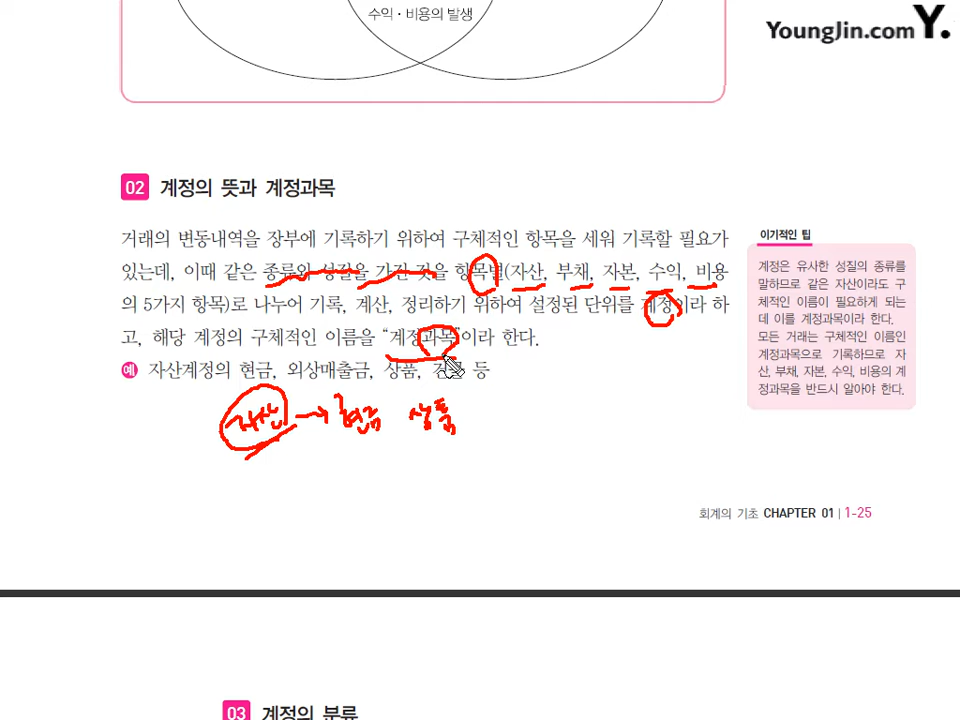 수익 · 비용의 발생
YoungJin.com Y.
02 계정의 뜻과 계정과목
거래의 변동내역을 장부에 기록하기 위하여 구체적인 항목을 세워 기록할 필요가
있는데, 이때 같은 종류와 성질을 가진 것을 항목별(자산, 부채, 자본, 수익, 비용
의 5가지 항목)로 나누어 기록, 계산, 정리하기 위하여 설정된 단위를 계정이라 하
고, 해당 계정의 구체적인 이름을 “계정과목”이라 한다.
예 자산계정의 현금, 외상매출금, 상품, 건물 등
자산 → 현금 상품
이기적인 팁
계정은 유사한 성질의 종류를
말하므로 같은 자산이라도 구
체적인 이름이 필요하게 되는
데 이를 계정과목이라 한다.
모든 거래는 구체적인 이름인
계정과목으로 기록하므로 자
산, 부채, 자본, 수익, 비용의 계
정과목을 반드시 알아야 한다.
회계의 기초 CHAPTER 01 | 1-25
03 계정의 분류